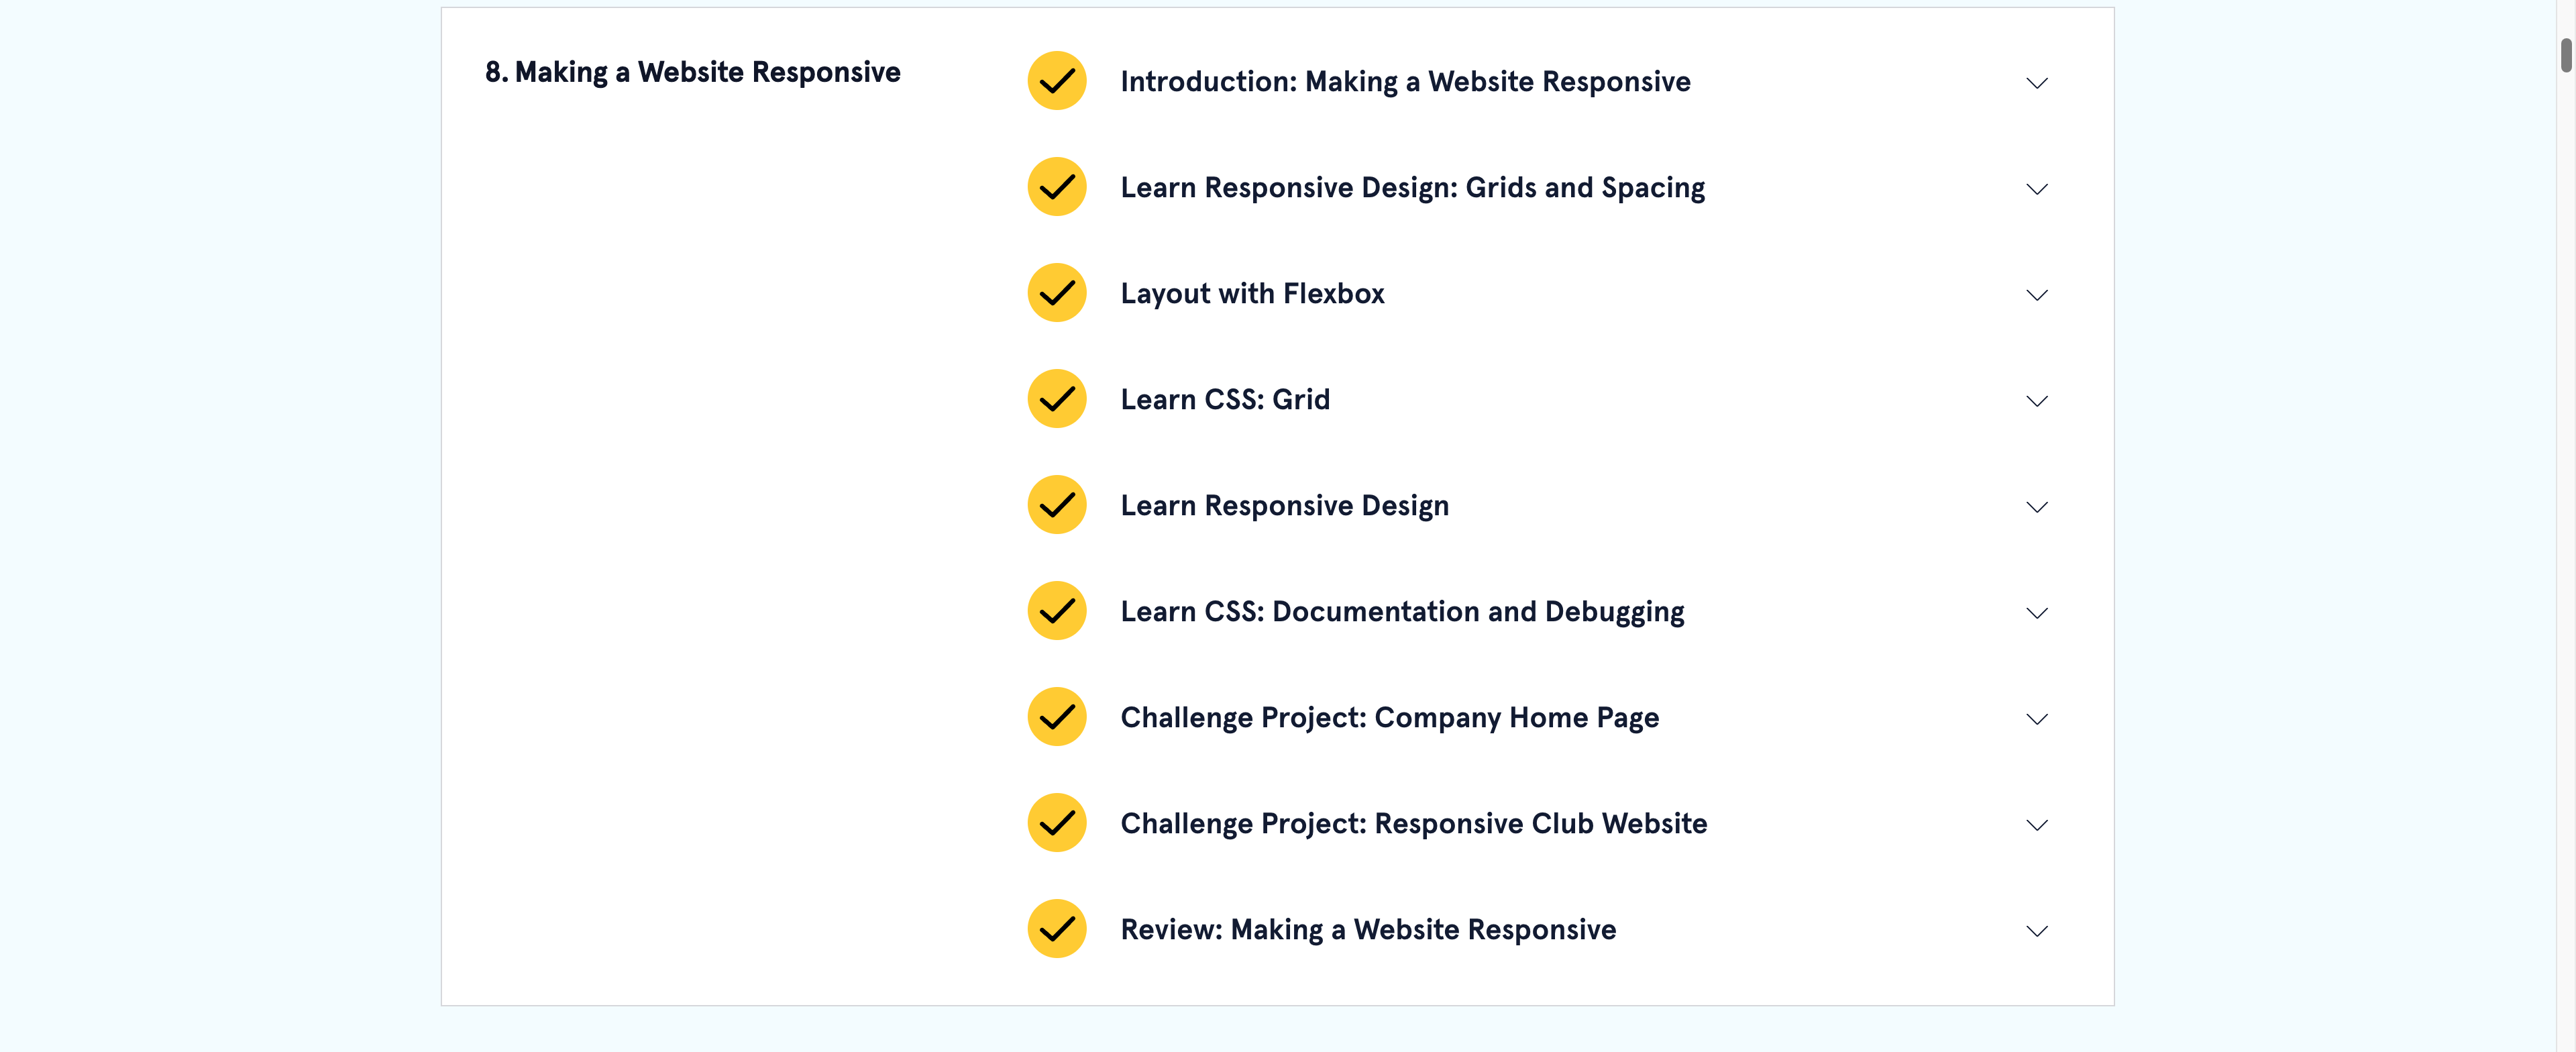 8. Making a Website Responsive
Introduction: Making a Website Responsive
Learn Responsive Design: Grids and Spacing
Layout with Flexbox
Learn CSS: Grid
Learn Responsive Design
Learn CSS: Documentation and Debugging
Challenge Project: Company Home Page
Challenge Project: Responsive Club Website
Review: Making a Website Responsive